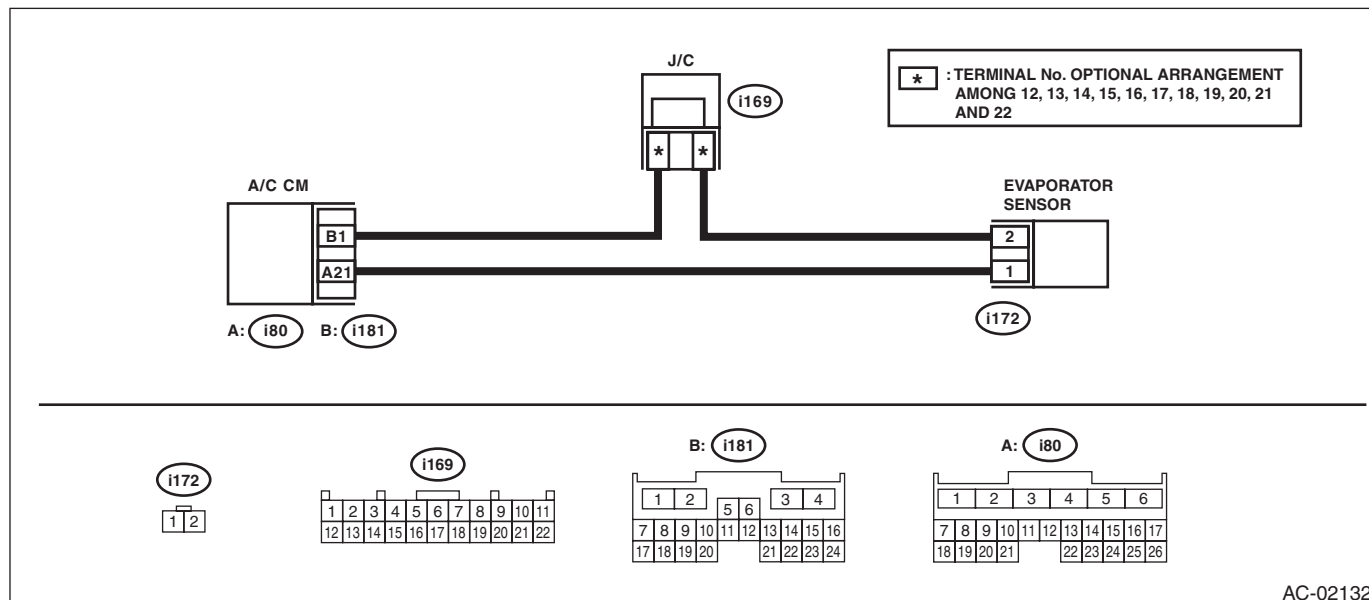 J/C
i169
* : TERMINAL No. OPTIONAL ARRANGEMENT
AMONG 12, 13, 14, 15, 16, 17, 18, 19, 20, 21
AND 22
* *
A/C CM
EVAPORATOR
SENSOR
B1
2
A21
1
A: i80 B: i181
i172
i172
1 2
i169
1 2 3 4 5 6 7 8 9 10 11
12 13 14 15 16 17 18 19 20 21 22
B: i181
1 2 3 4
5 6
7 8 9 10 11 12 13 14 15 16
17 18 19 20 21 22 23 24
A: i80
1 2 3 4 5 6
7 8 9 10 11 12 13 14 15 16 17
18 19 20 21 22 23 24 25 26
AC-02132